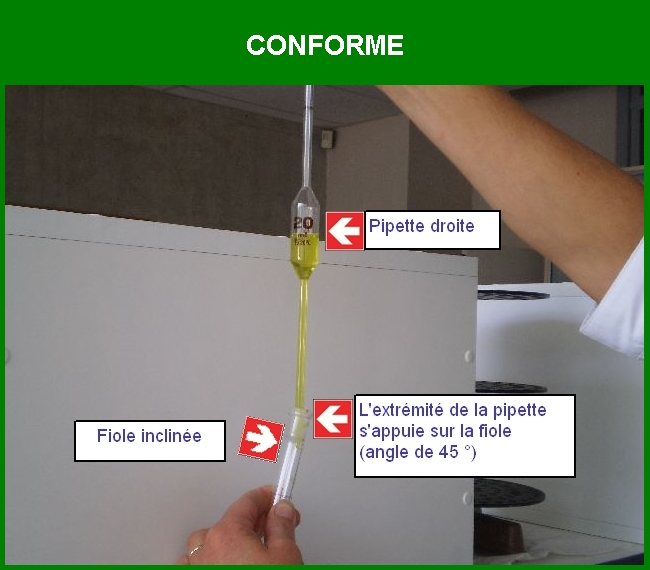 CONFORME
20
Pipette droite
L'extrémité de la pipette
s'appuie sur la fiole
(angle de 45 °)
Fiole inclinée